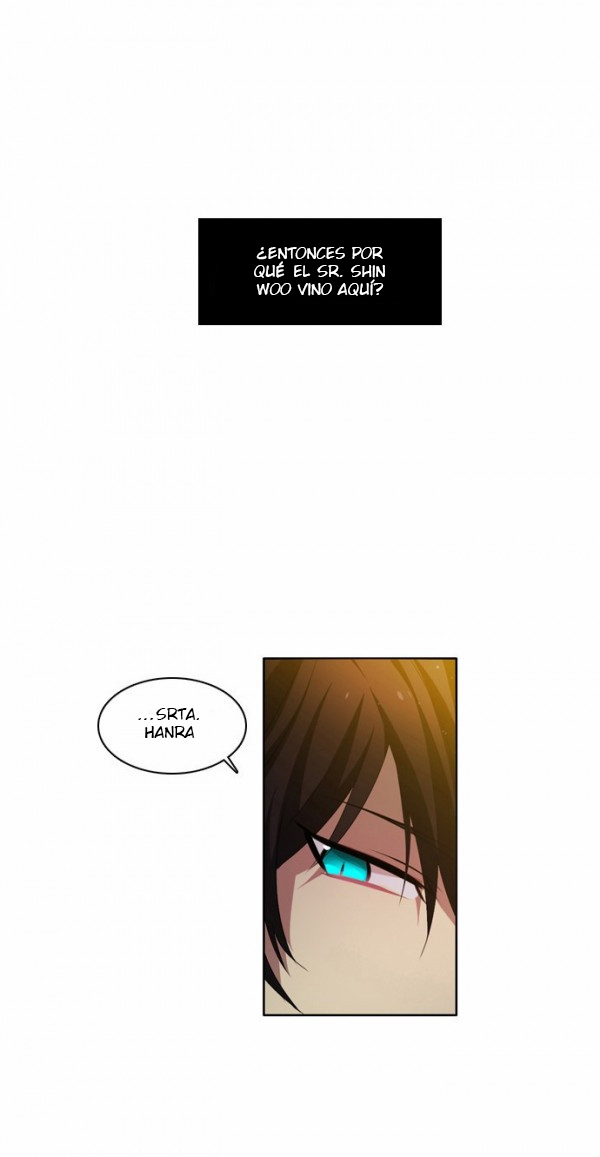 ¿ENTONCES POR
QUÉ EL SR. SHIN
WOO VINO AQUÍ?
...SRTA.
HANRA